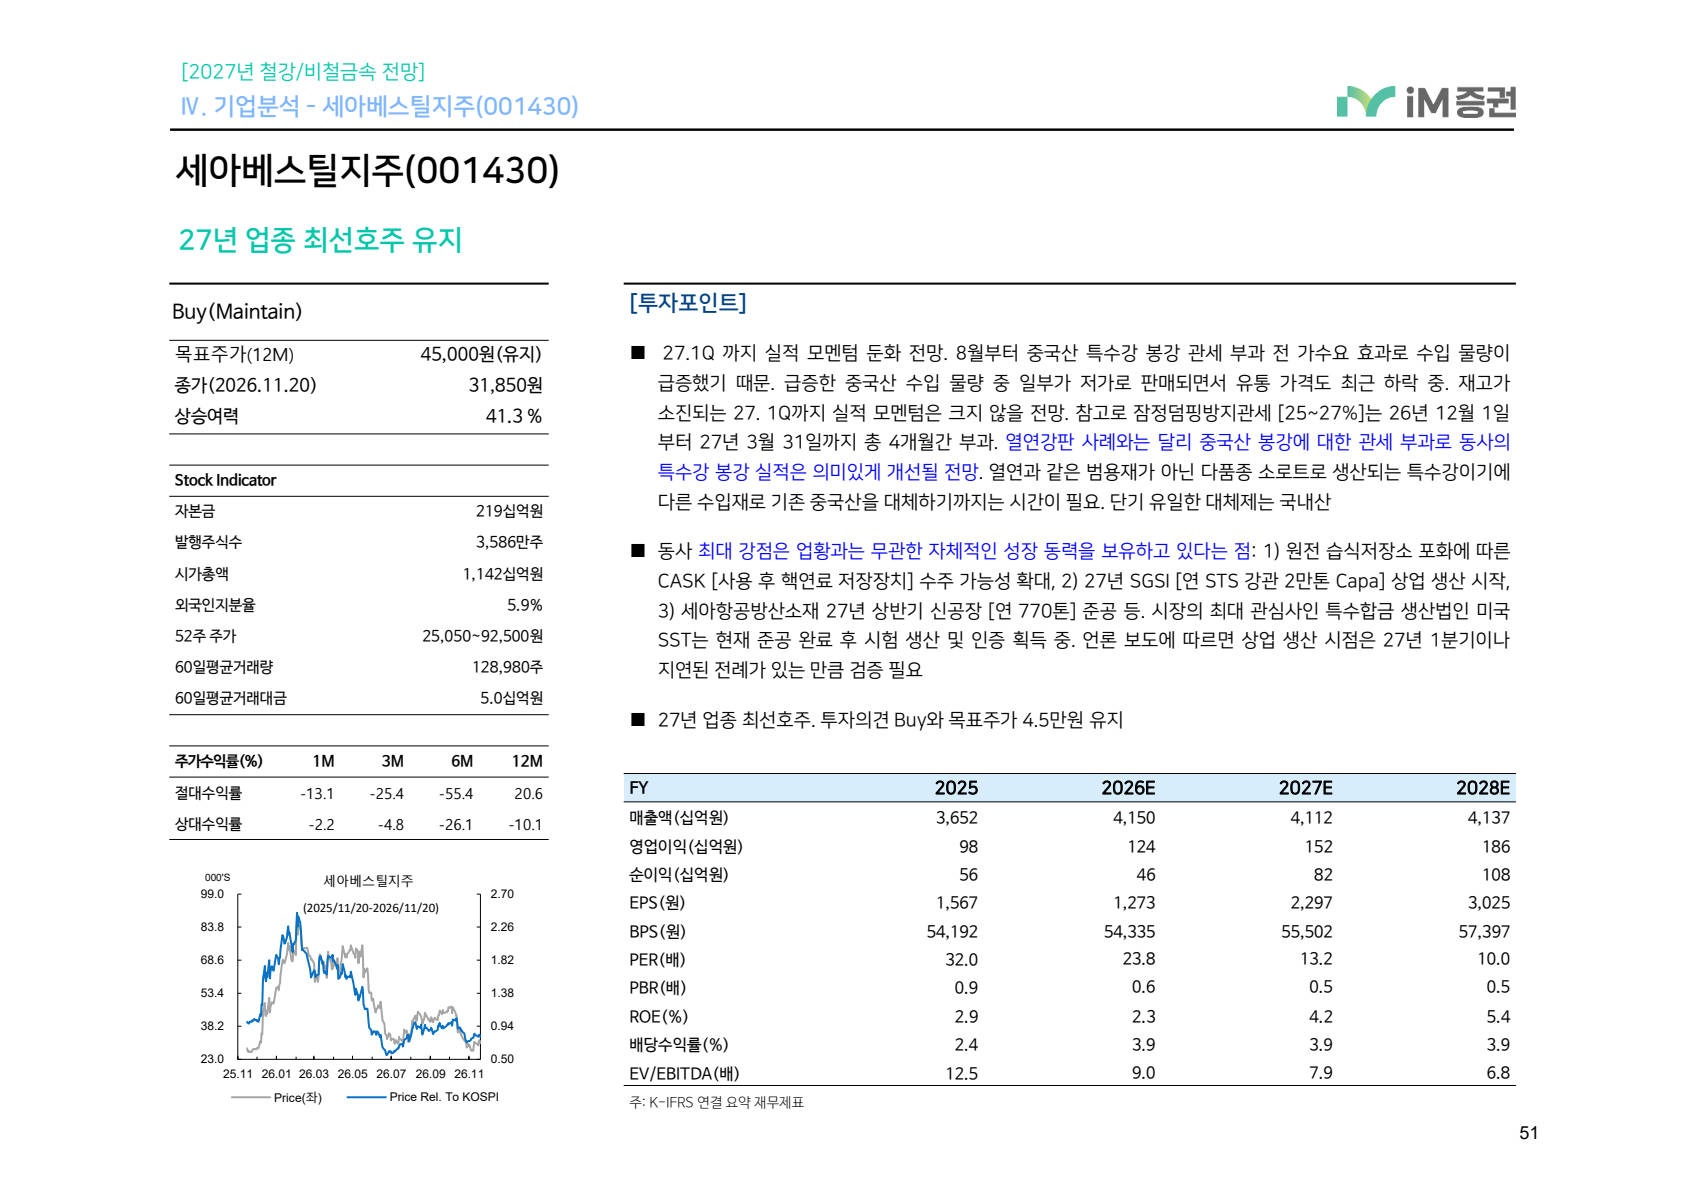 [2027년 철강/비철금속 전망]
Ⅳ. 기업분석 - 세아베스틸지주(001430)
iM증권
세아베스틸지주(001430)
27년 업종 최선호주 유지
Buy(Maintain)
목표주가(12M) 45,000원(유지)
종가(2026.11.20) 31,850원
상승여력 41.3 %
Stock Indicator
자본금 219십억원
발행주식수 3,586만주
시가총액 1,142십억원
외국인지분율 5.9%
52주 주가 25,050~92,500원
60일평균거래량 128,980주
60일평균거래대금 5.0십억원
주가수익률(%) 1M 3M 6M 12M
절대수익률 -13.1 -25.4 -55.4 20.6
상대수익률 -2.2 -4.8 -26.1 -10.1
000'S 세아베스틸지주
(2025/11/20-2026/11/20)
99.0 2.70
83.8 2.26
68.6 1.82
53.4 1.38
38.2 0.94
23.0 0.50
25.11 26.01 26.03 26.05 26.07 26.09 26.11
Price(좌) Price Rel. To KOSPI
[투자포인트]
■ 27.1Q 까지 실적 모멘텀 둔화 전망. 8월부터 중국산 특수강 봉강 관세 부과 전 가수요 효과로 수입 물량이
급증했기 때문. 급증한 중국산 수입 물량 중 일부가 저가로 판매되면서 유통 가격도 최근 하락 중. 재고가
소진되는 27. 1Q까지 실적 모멘텀은 크지 않을 전망. 참고로 잠정덤핑방지관세 [25~27%]는 26년 12월 1일
부터 27년 3월 31일까지 총 4개월간 부과. 열연강판 사례와는 달리 중국산 봉강에 대한 관세 부과로 동사의
특수강 봉강 실적은 의미있게 개선될 전망. 열연과 같은 범용재가 아닌 다품종 소로트로 생산되는 특수강이기에
다른 수입재로 기존 중국산을 대체하기까지는 시간이 필요. 단기 유일한 대체제는 국내산
■ 동사 최대 강점은 업황과는 무관한 자체적인 성장 동력을 보유하고 있다는 점: 1) 원전 습식저장소 포화에 따른
CASK [사용 후 핵연료 저장장치] 수주 가능성 확대, 2) 27년 SGSI [연 STS 강관 2만톤 Capa] 상업 생산 시작,
3) 세아항공방산소재 27년 상반기 신공장 [연 770톤] 준공 등. 시장의 최대 관심사인 특수합금 생산법인 미국
SST는 현재 준공 완료 후 시험 생산 및 인증 획득 중. 언론 보도에 따르면 상업 생산 시점은 27년 1분기이나
지연된 전례가 있는 만큼 검증 필요
■ 27년 업종 최선호주. 투자의견 Buy와 목표주가 4.5만원 유지
FY 2025 2026E 2027E 2028E
매출액(십억원) 3,652 4,150 4,112 4,137
영업이익(십억원) 98 124 152 186
순이익(십억원) 56 46 82 108
EPS(원) 1,567 1,273 2,297 3,025
BPS(원) 54,192 54,335 55,502 57,397
PER(배) 32.0 23.8 13.2 10.0
PBR(배) 0.9 0.6 0.5 0.5
ROE(%) 2.9 2.3 4.2 5.4
배당수익률(%) 2.4 3.9 3.9 3.9
EV/EBITDA(배) 12.5 9.0 7.9 6.8
주: K-IFRS 연결 요약 재무제표
51